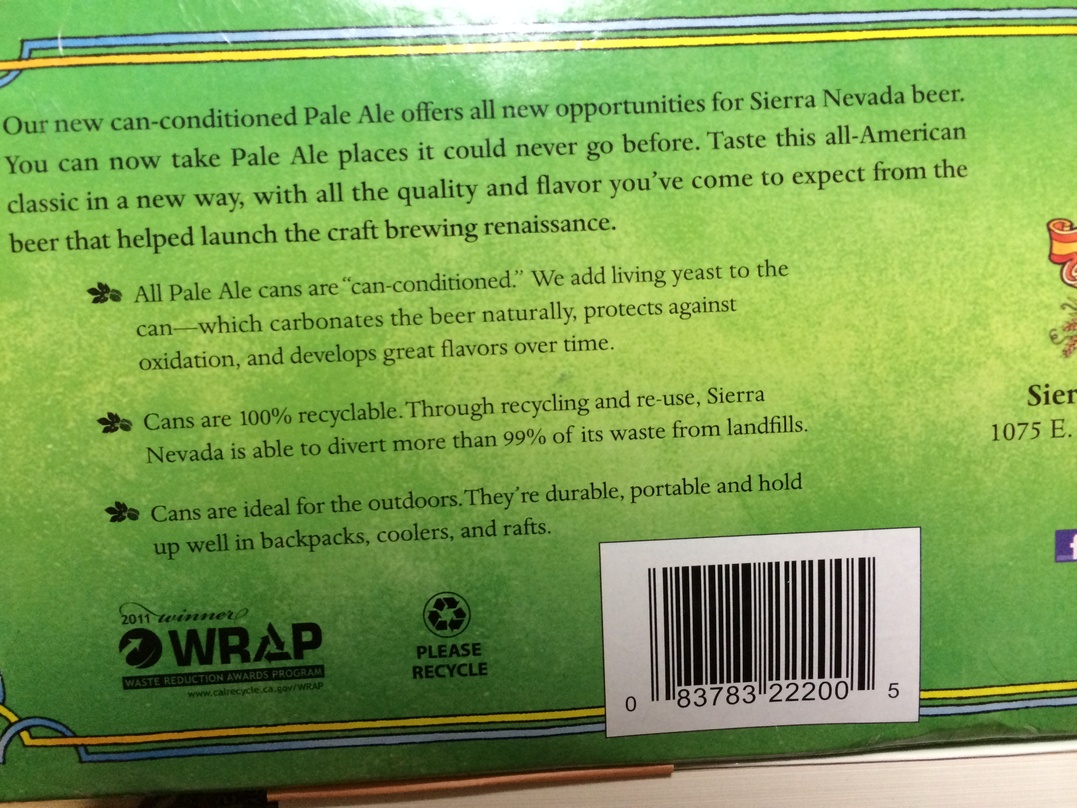 Our new can-conditioned Pale Ale offers all new opportunities for Sierra Nevada beer.
You can now take Pale Ale places it could never go before. Taste this all-American
classic in a new way, with all the quality and flavor you've come to expect from the
beer that helped launch the craft brewing renaissance.
All Pale Ale cans are "can-conditioned." We add living yeast to the
can—which carbonates the beer naturally, protects against
oxidation, and develops great flavors over time.
Cans are 100% recyclable. Through recycling and re-use, Sierra
Nevada is able to divert more than 99% of its waste from landfills.
Cans are ideal for the outdoors. They're durable, portable and hold
up well in backpacks, coolers, and rafts.
Sier
1075 E.
f
2011 winner
WRAP
WASTE REDUCTION AWARDS PROGRAM
www.calrecycle.ca.gov/WRAP
PLEASE
RECYCLE
0 83783 22200 5